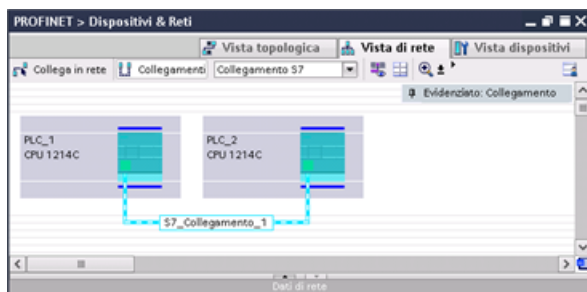 PROFINET > Dispositivi & Reti
Vista topologica Vista di rete Vista dispositivi
Collega in rete Collegamenti Collegamento S7
Evidenziato: Collegamento
PLC_1 PLC_2
CPU 1214C CPU 1214C
S7_Collegamento_1
Dati di rete